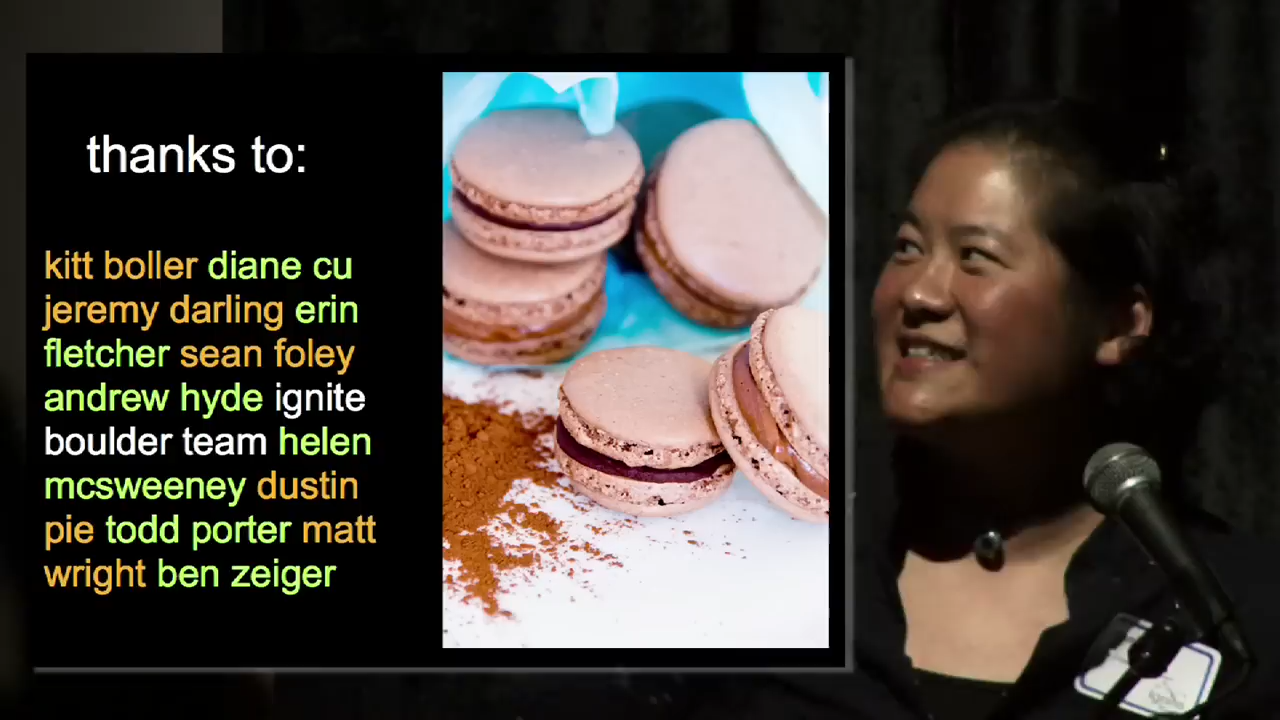 thanks to:
kitt boller diane cu
jeremy darling erin
fletcher sean foley
andrew hyde ignite
boulder team helen
mcsweeney dustin
pie todd porter matt
wright ben zeiger